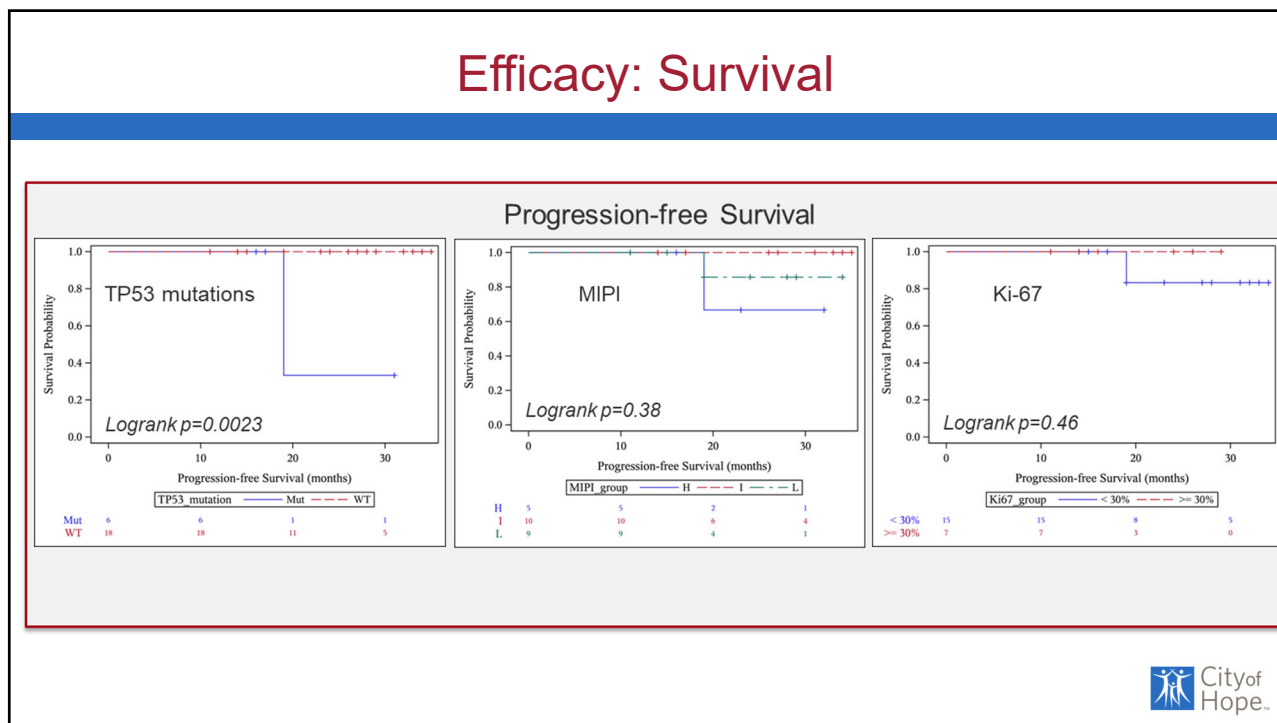 Efficacy: Survival
Progression-free Survival
1.0
0.8
0.6
0.4
0.2
0.0
Survival Probability
TP53 mutations
Logrank p=0.0023
0 10 20 30
Progression-free Survival (months)
TP53_mutation Mut WT
Mut 6 6 1 1
WT 18 18 11 5
1.0
0.8
0.6
0.4
0.2
0.0
Survival Probability
MIPI
Logrank p=0.38
0 10 20 30
Progression-free Survival (months)
MIPI_group H I L
H 5 5 2 1
I 10 10 6 4
L 9 9 4 1
1.0
0.8
0.6
0.4
0.2
0.0
Survival Probability
Ki-67
Logrank p=0.46
0 10 20 30
Progression-free Survival (months)
Ki67_group < 30% >= 30%
< 30% 15 15 8 5
>= 30% 7 7 3 0
City of
Hope™